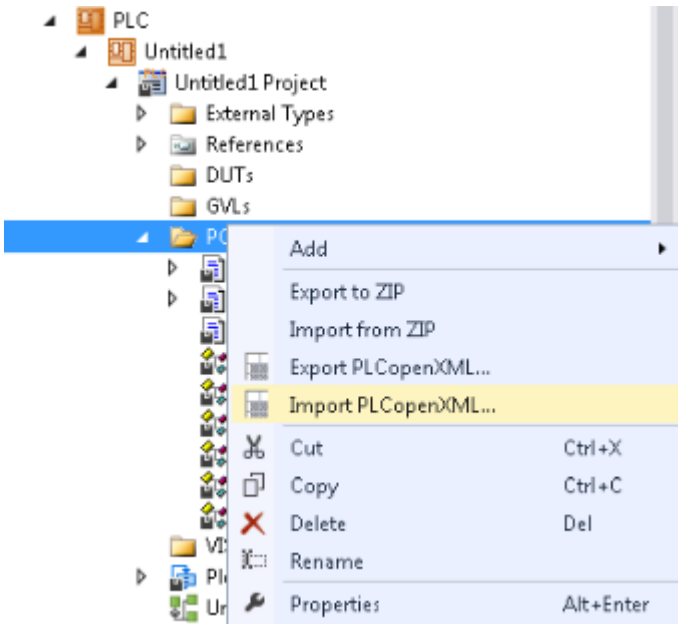 PLC
Untitled1
Untitled1 Project
External Types
References
DUTs
GVLs
Add
Export to ZIP
Import from ZIP
Export PLCopenXML...
Import PLCopenXML...
Cut Ctrl+X
Copy Ctrl+C
Delete Del
Rename
Properties Alt+Enter